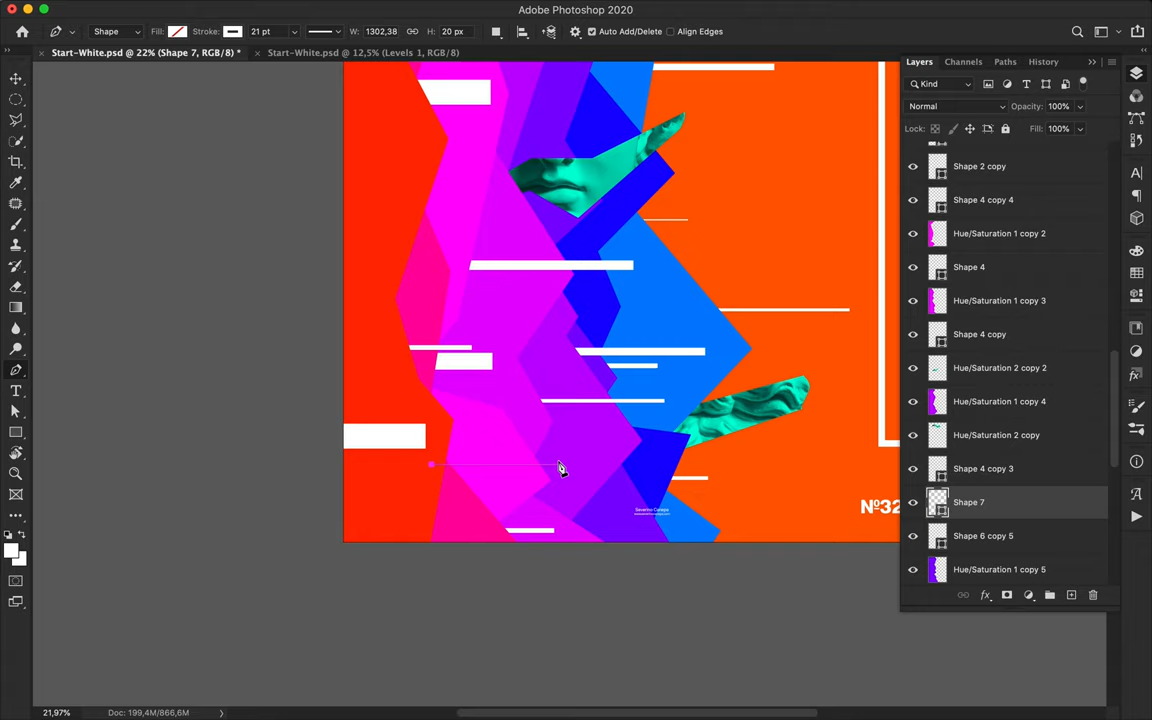 Adobe Photoshop 2020
Shape
Fill:
Stroke:
21 pt
W: 1302,38
H: 20 px
Auto Add/Delete
Align Edges
Start-White.psd @ 22% (Shape 7, RGB/8) *
Start-White.psd @ 12,5% (Levels 1, RGB/8)
Layers
Channels
Paths
History
Kind
Normal
Opacity: 100%
Lock:
Fill: 100%
Shape 2 copy
Shape 4 copy 4
Hue/Saturation 1 copy 2
Shape 4
Hue/Saturation 1 copy 3
Shape 4 copy
Hue/Saturation 2 copy 2
Hue/Saturation 1 copy 4
Hue/Saturation 2 copy
Shape 4 copy 3
Shape 7
Shape 6 copy 5
Hue/Saturation 1 copy 5
Nº32
21,97%
Doc: 199,4M/866,6M